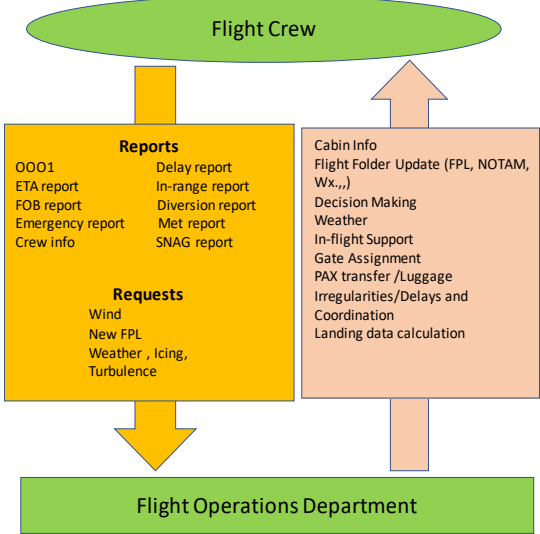 Flight Crew
Reports
OOO1
ETA report
FOB report
Emergency report
Crew info
Delay report
In-range report
Diversion report
Met report
SNAG report
Requests
Wind
New FPL
Weather , Icing,
Turbulence
Cabin Info
Flight Folder Update (FPL, NOTAM,
Wx.,,)
Decision Making
Weather
In-flight Support
Gate Assignment
PAX transfer /Luggage
Irregularities/Delays and
Coordination
Landing data calculation
Flight Operations Department